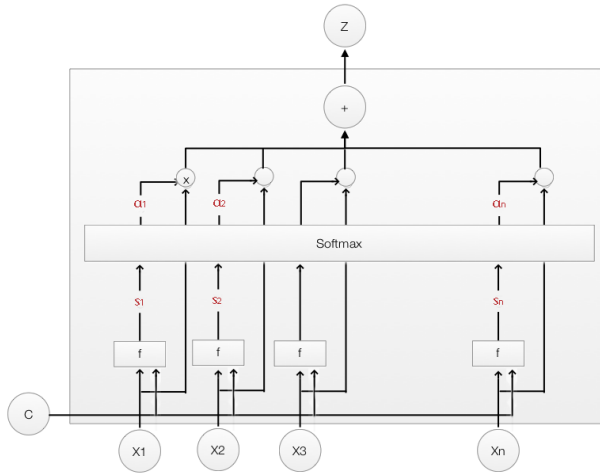 Z
+
x
α1 α2 αn
Softmax
s1 s2 sn
f f f f
C
X1 X2 X3 Xn